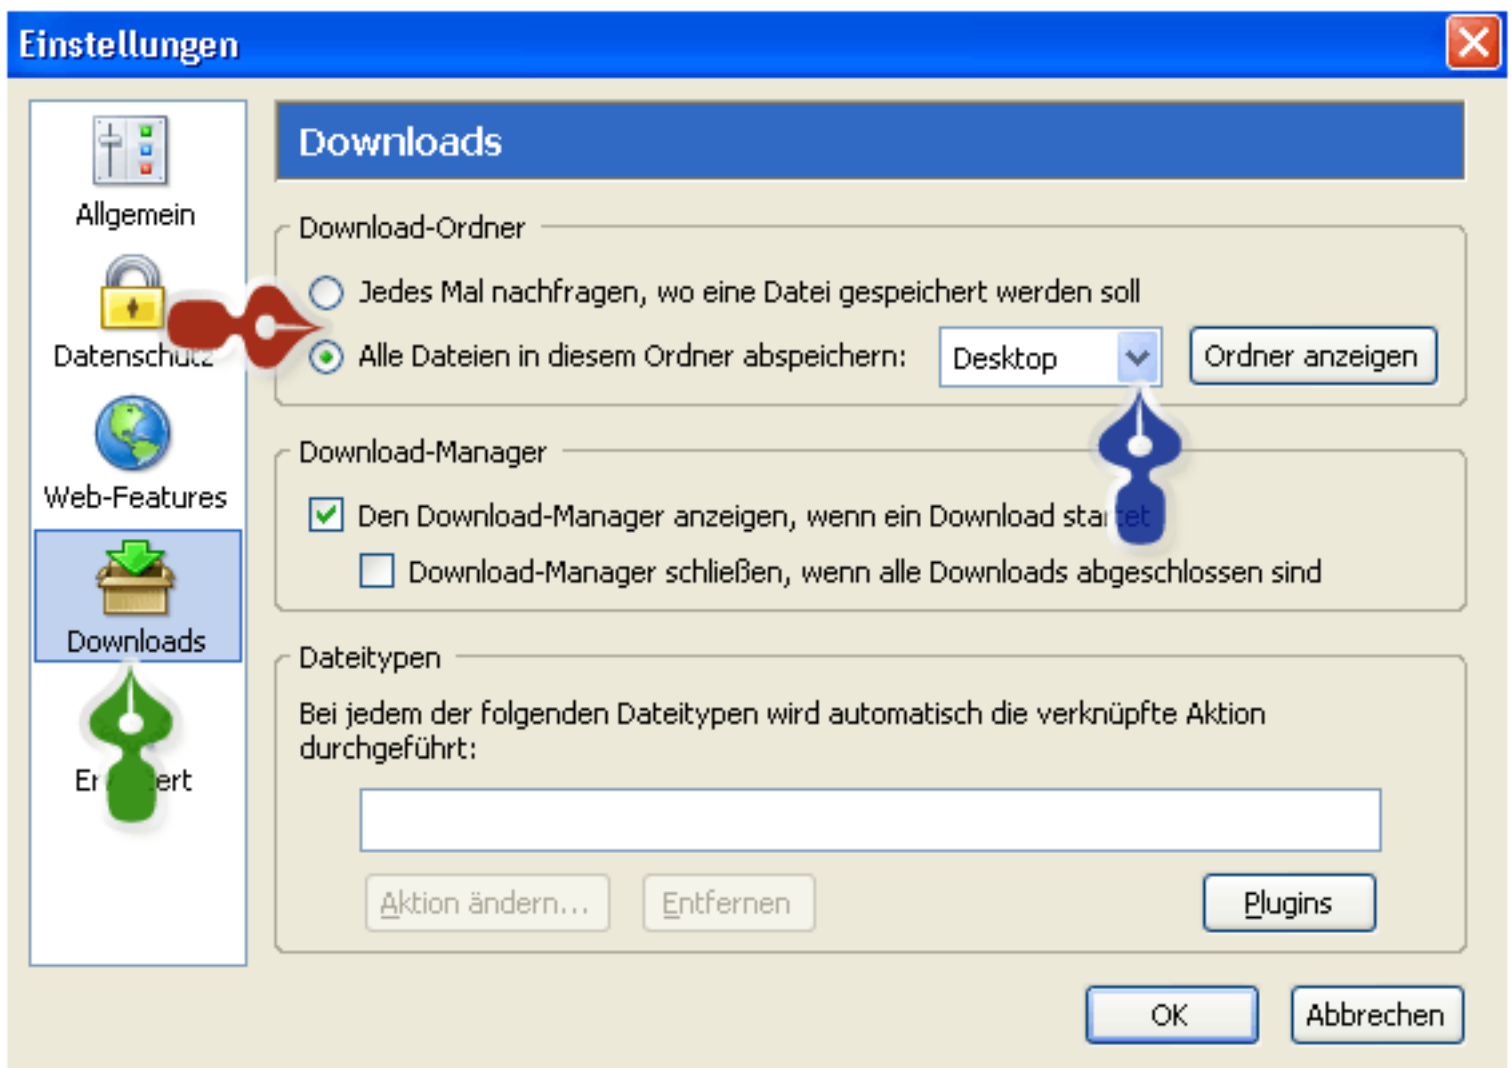 Einstellungen
Allgemein
Datenschutz
Web-Features
Downloads
Downloads
Download-Ordner
Jedes Mal nachfragen, wo eine Datei gespeichert werden soll
Alle Dateien in diesem Ordner abspeichern:
Desktop
Ordner anzeigen
Download-Manager
Den Download-Manager anzeigen, wenn ein Download startet
Download-Manager schließen, wenn alle Downloads abgeschlossen sind
Dateitypen
Bei jedem der folgenden Dateitypen wird automatisch die verknüpfte Aktion
durchgeführt:
Aktion ändern...
Entfernen
Plugins
OK
Abbrechen